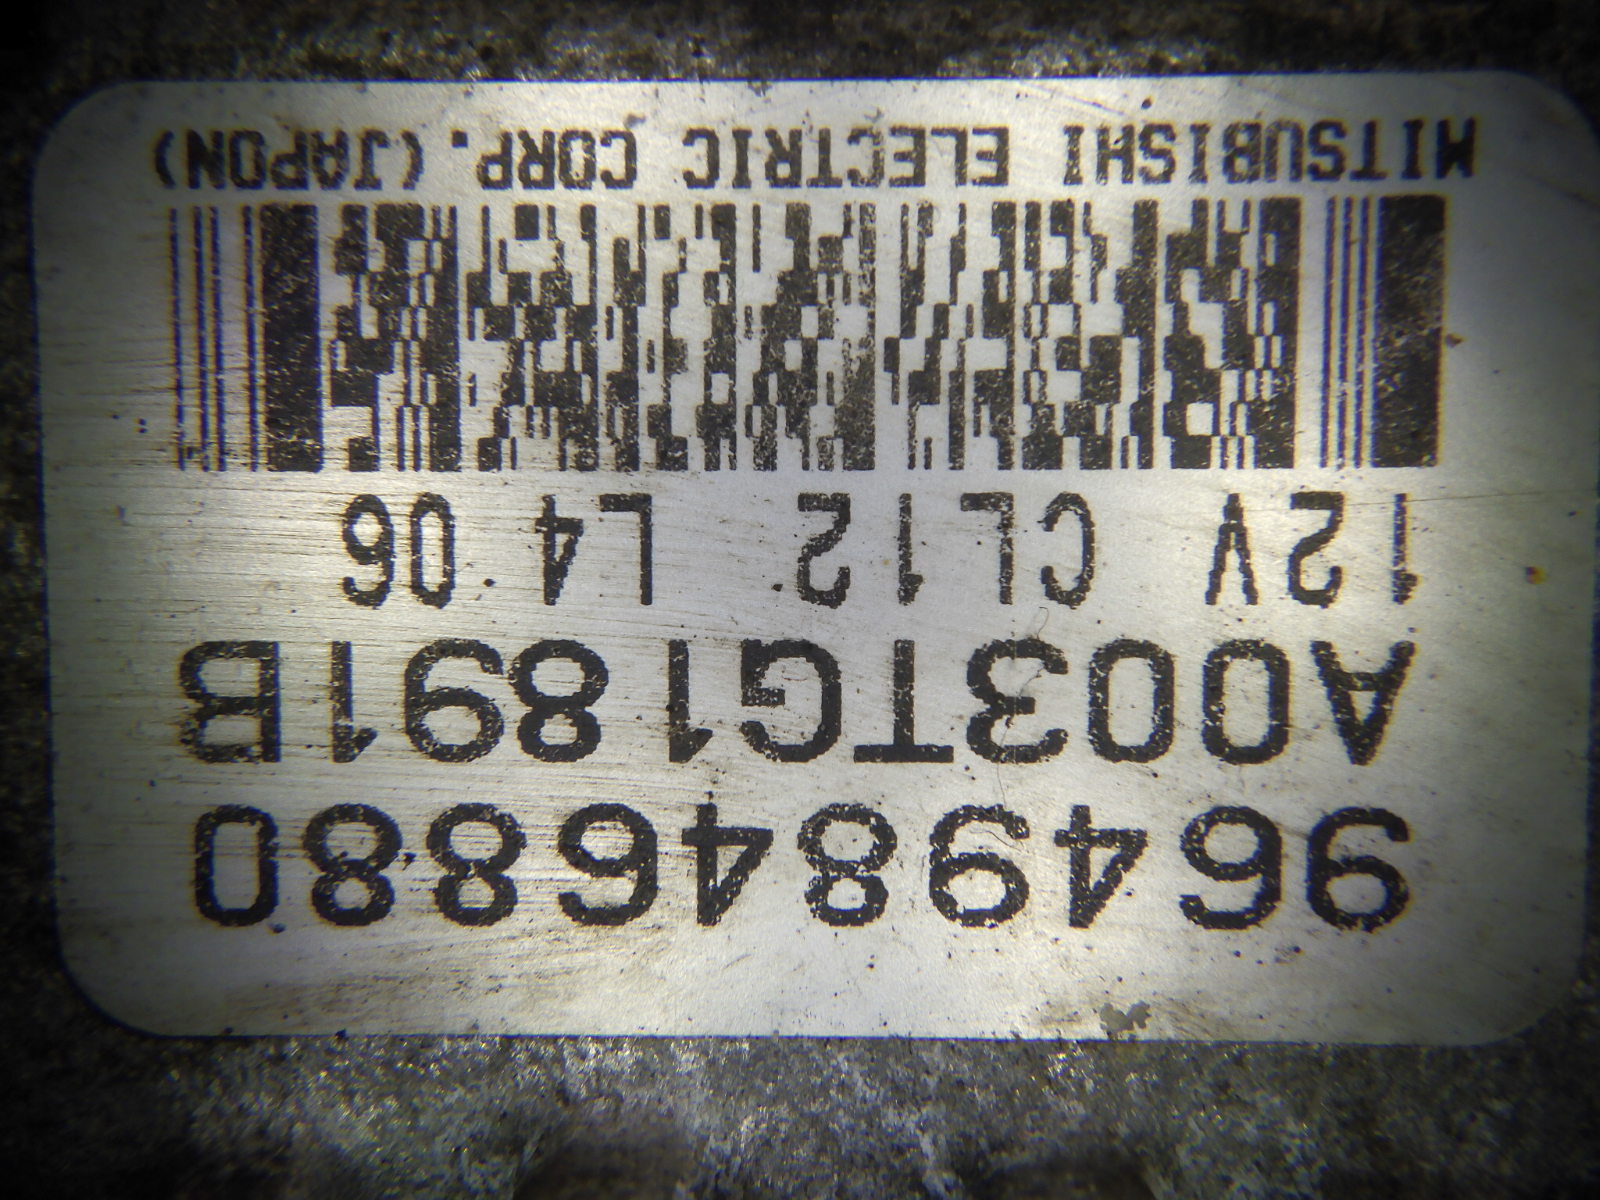 9649846880
A003TG1891B
12V CL12 L4 06
MITSUBISHI ELECTRIC CORP.(JAPON)